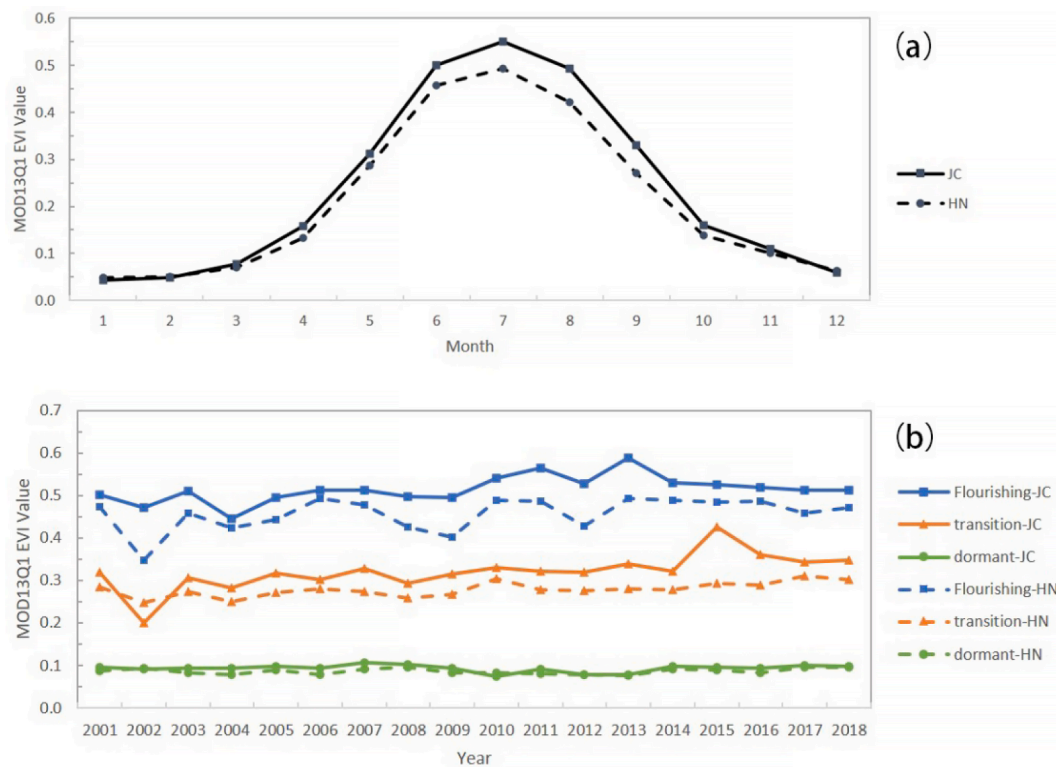 (a)
MOD13Q1 EVI Value
0.6
0.5
0.4
0.3
0.2
0.1
0.0
1 2 3 4 5 6 7 8 9 10 11 12
Month
JC
HN
(b)
MOD13Q1 EVI Value
0.7
0.6
0.5
0.4
0.3
0.2
0.1
0.0
2001 2002 2003 2004 2005 2006 2007 2008 2009 2010 2011 2012 2013 2014 2015 2016 2017 2018
Year
Flourishing-JC
transition-JC
dormant-JC
Flourishing-HN
transition-HN
dormant-HN